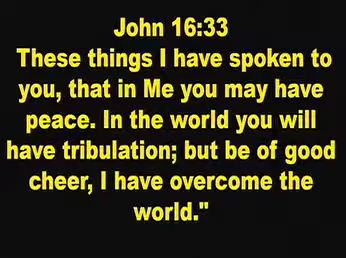 John 16:33
These things I have spoken to
you, that in Me you may have
peace. In the world you will
have tribulation; but be of good
cheer, I have overcome the
world."